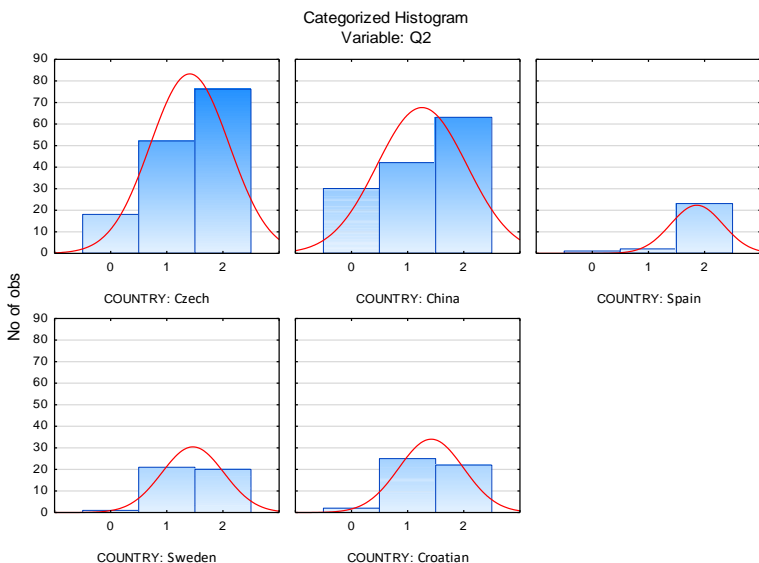 Categorized Histogram
Variable: Q2
No of obs
90
80
70
60
50
40
30
20
10
0
0 1 2
COUNTRY: Czech
0 1 2
COUNTRY: China
0 1 2
COUNTRY: Spain
90
80
70
60
50
40
30
20
10
0
0 1 2
COUNTRY: Sweden
0 1 2
COUNTRY: Croatian